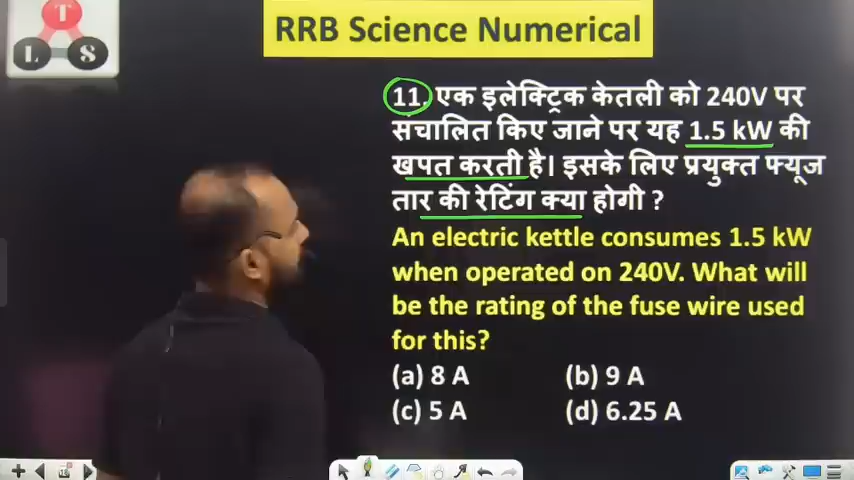 T
L S
RRB Science Numerical
11. एक इलेक्ट्रिक केतली को 240V पर
संचालित किए जाने पर यह 1.5 kW की
खपत करती है। इसके लिए प्रयुक्त फ्यूज
तार की रेटिंग क्या होगी ?
An electric kettle consumes 1.5 kW
when operated on 240V. What will
be the rating of the fuse wire used
for this?
(a) 8 A (b) 9 A
(c) 5 A (d) 6.25 A